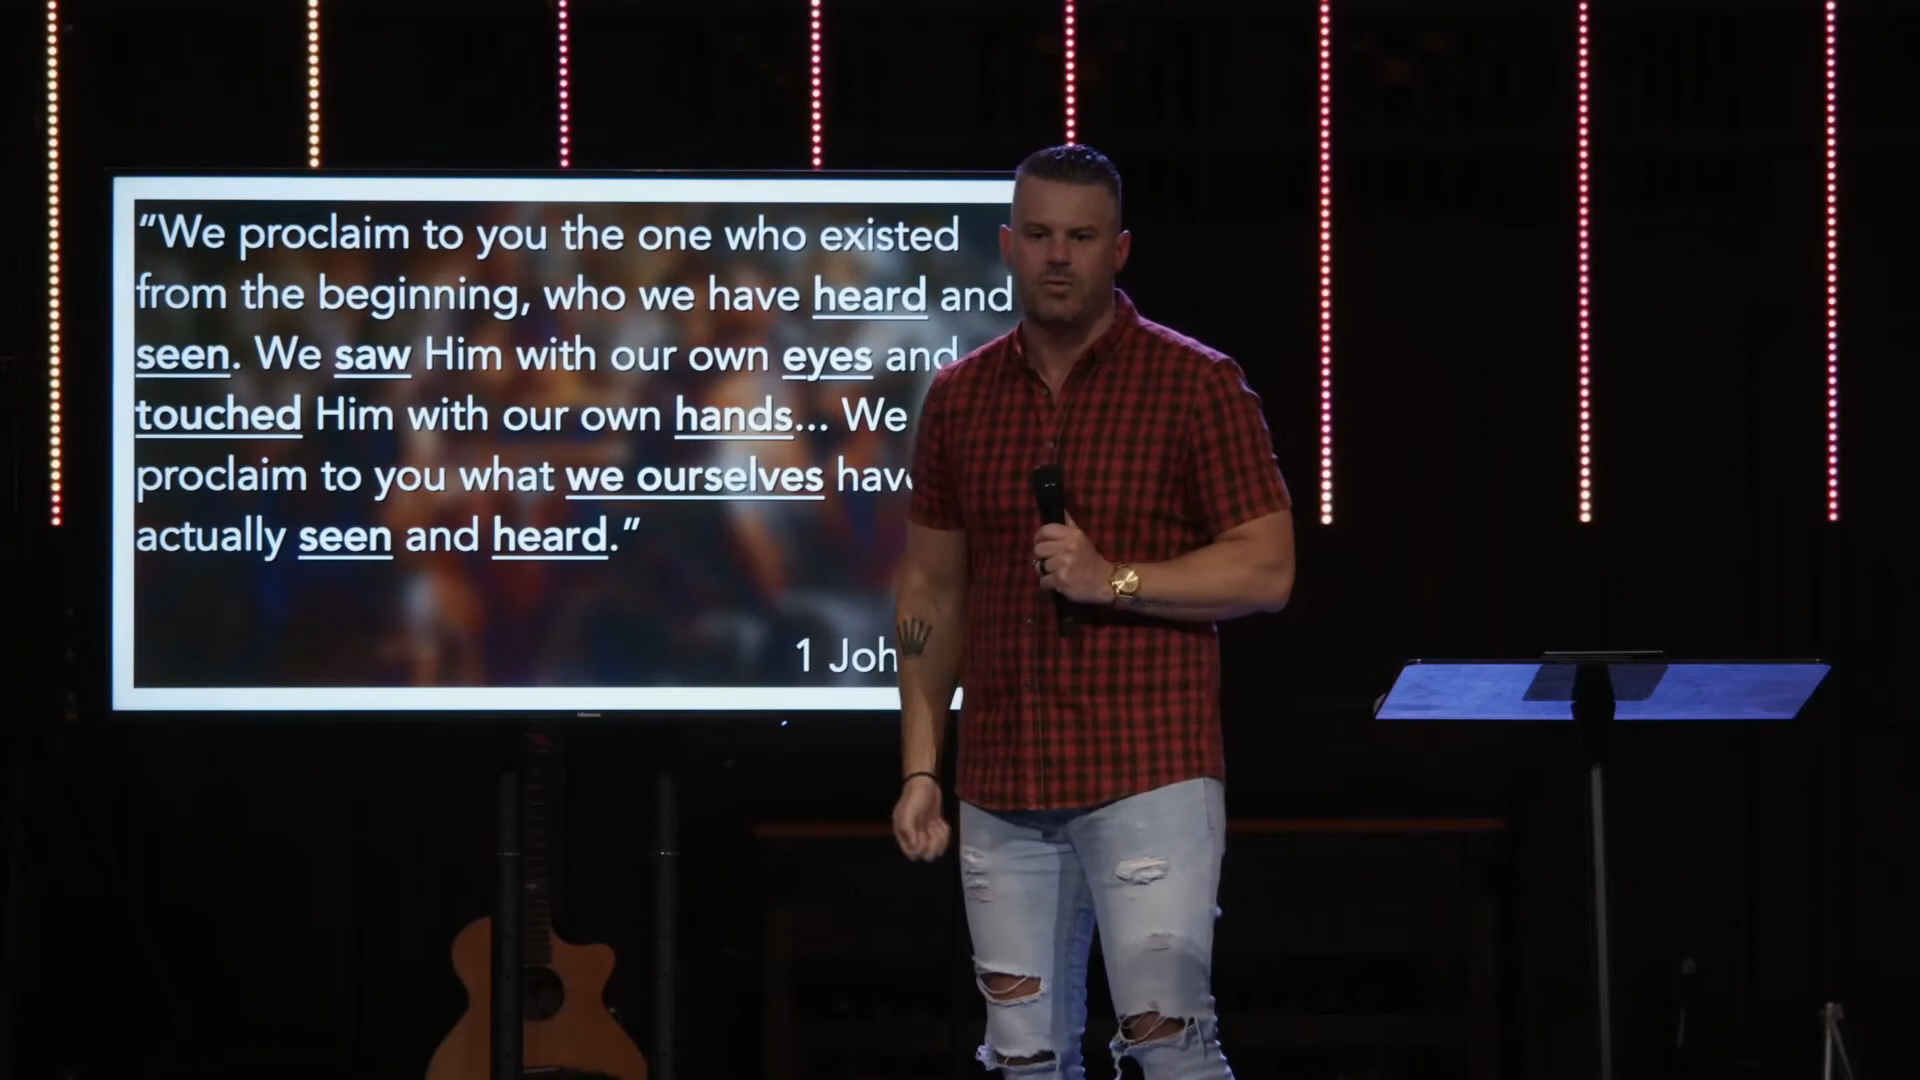 “We proclaim to you the one who existed
from the beginning, who we have heard and
seen. We saw Him with our own eyes and
touched Him with our own hands... We
proclaim to you what we ourselves have
actually seen and heard.”
1 Joh
Hisense